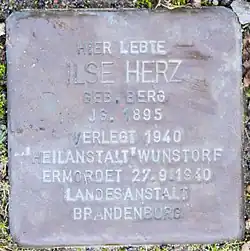 HIER LEBTE
ILSE HERZ
GEB. BERG
JG. 1895
VERLEGT 1940
"HEILANSTALT" WUNSTORF
ERMORDET 27.9.1940
LANDESANSTALT
BRANDENBURG